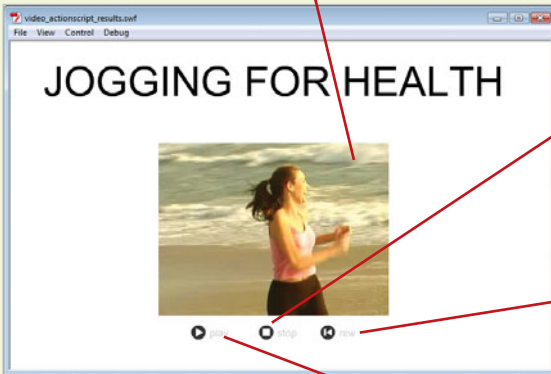 video_actionscript_results.swf
File View Control Debug
JOGGING FOR HEALTH
play stop rew